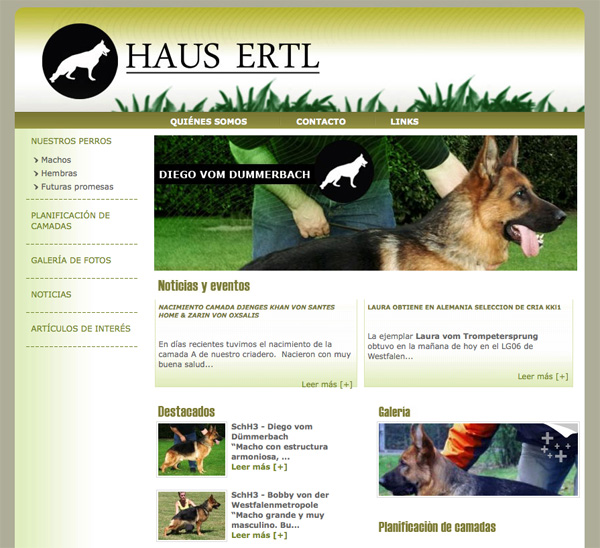 HAUS ERTL
QUIÉNES SOMOS
CONTACTO
LINKS
NUESTROS PERROS
Machos
Hembras
Futuras promesas
PLANIFICACIÓN DE
CAMADAS
GALERÍA DE FOTOS
NOTICIAS
ARTÍCULOS DE INTERÉS
DIEGO VOM DUMMERBACH
Noticias y eventos
NACIMIENTO CAMADA DJENGES KHAN VON SANTES
HOME & ZARIN VON OXSALIS
En días recientes tuvimos el nacimiento de la
camada A de nuestro criadero. Nacieron con muy
buena salud...
Leer más [+]
LAURA OBTIENE EN ALEMANIA SELECCION DE CRIA KKl1
La ejemplar Laura vom Trompetersprung
obtuvo en la mañana de hoy en el LG06 de
Westfalen...
Leer más [+]
Destacados
SchH3 - Diego vom
Dümmerbach
"Macho con estructura
armoniosa, ...
Leer más [+]
SchH3 - Bobby von der
Westfalenmetropole
"Macho grande y muy
masculino. Bu...
Leer más [+]
Galería
Planificación de camadas